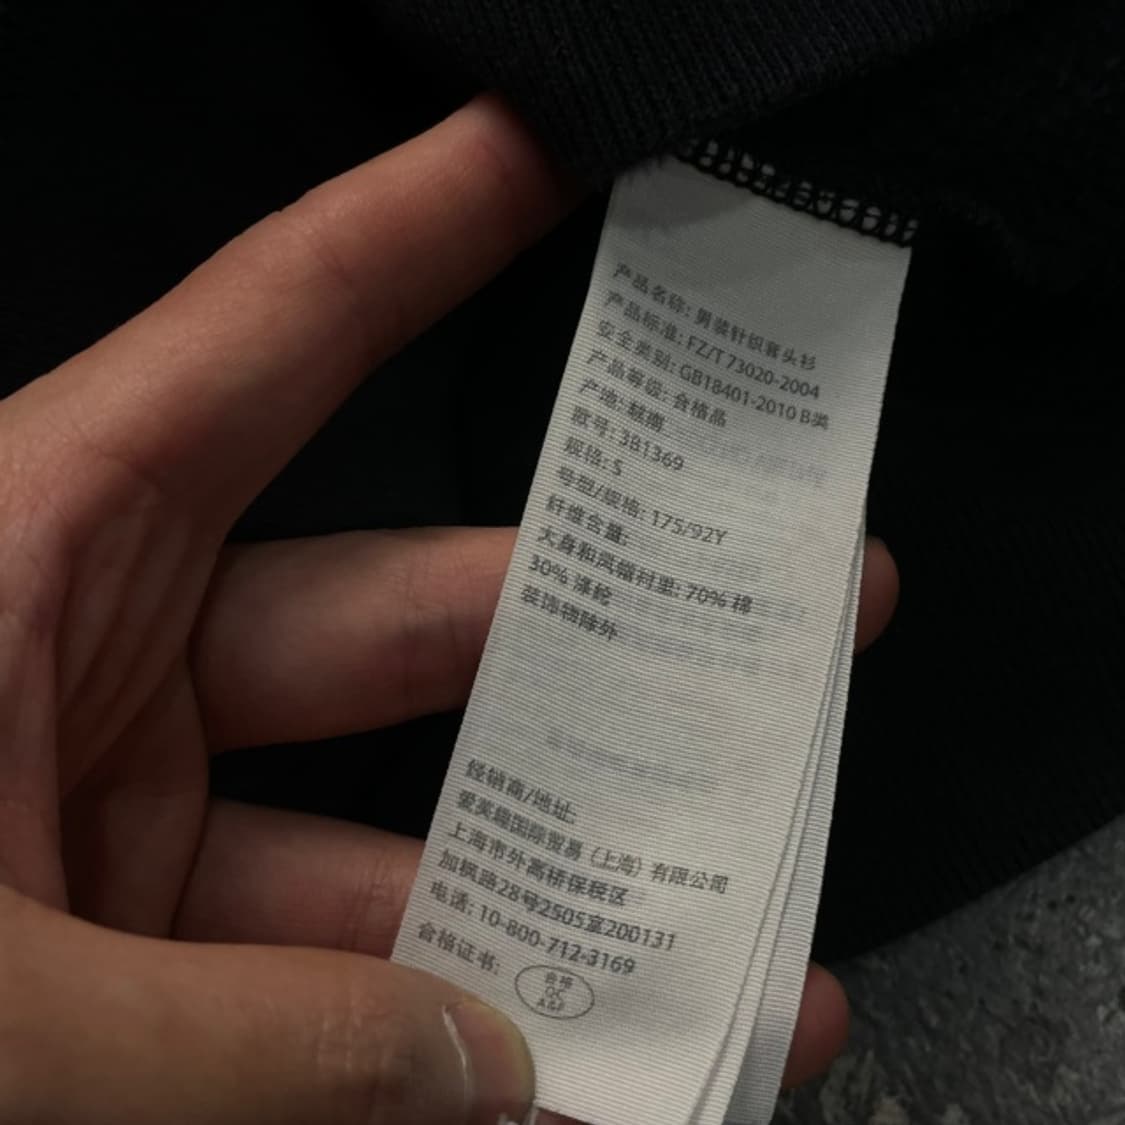 产品名称: 男装针织套头衫
产品标准: FZ/T 73020-2004
安全类别: GB18401-2010 B类
产品等级: 合格品
产地: 越南
款号: 381369
规格: S
号型/规格: 175/92Y
纤维含量:
大身和风帽衬里: 70% 棉
30% 涤纶
装饰物除外
经销商/地址:
国际贸易（上海）有限公司
上海市外高桥保税区
加枫路28号2505室200131
电话: 10-800-712-3169
合格证书:
合格
QC
A&F